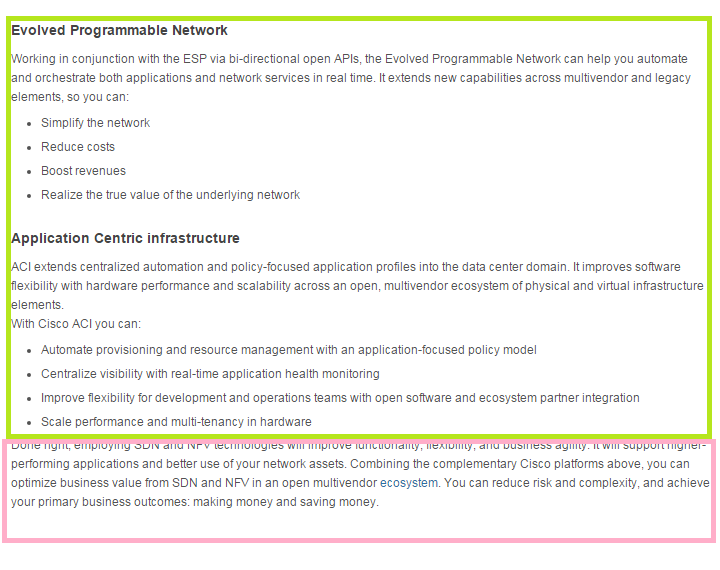 Evolved Programmable Network
Working in conjunction with the ESP via bi-directional open APIs, the Evolved Programmable Network can help you automate
and orchestrate both applications and network services in real time. It extends new capabilities across multivendor and legacy
elements, so you can:
• Simplify the network
• Reduce costs
• Boost revenues
• Realize the true value of the underlying network
Application Centric infrastructure
ACI extends centralized automation and policy-focused application profiles into the data center domain. It improves software
flexibility with hardware performance and scalability across an open, multivendor ecosystem of physical and virtual infrastructure
elements.
With Cisco ACI you can:
• Automate provisioning and resource management with an application-focused policy model
• Centralize visibility with real-time application health monitoring
• Improve flexibility for development and operations teams with open software and ecosystem partner integration
• Scale performance and multi-tenancy in hardware
Done right, employing SDN and NFV technologies will improve functionality, flexibility, and business agility. It will support higher-
performing applications and better use of your network assets. Combining the complementary Cisco platforms above, you can
optimize business value from SDN and NFV in an open multivendor ecosystem. You can reduce risk and complexity, and achieve
your primary business outcomes: making money and saving money.